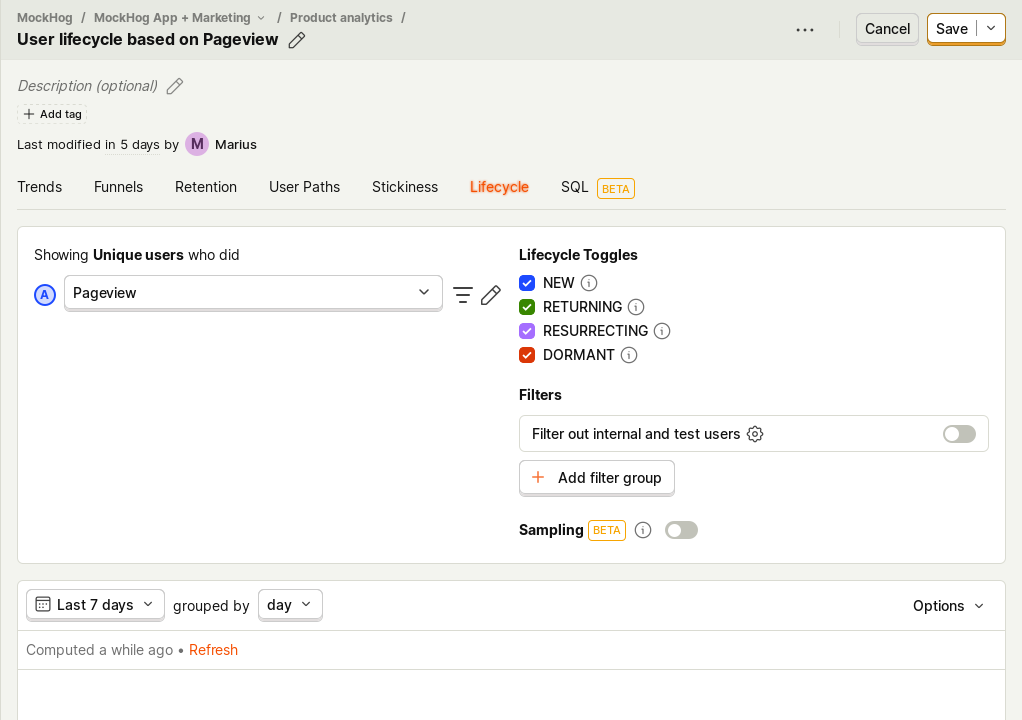 MockHog / MockHog App + Marketing / Product analytics /
User lifecycle based on Pageview
Cancel
Save
Description (optional)
Add tag
Last modified in 5 days by M Marius
Trends Funnels Retention User Paths Stickiness Lifecycle SQL BETA
Showing Unique users who did
A Pageview
Lifecycle Toggles
NEW
RETURNING
RESURRECTING
DORMANT
Filters
Filter out internal and test users
Add filter group
Sampling BETA
Last 7 days grouped by day
Options
Computed a while ago • Refresh